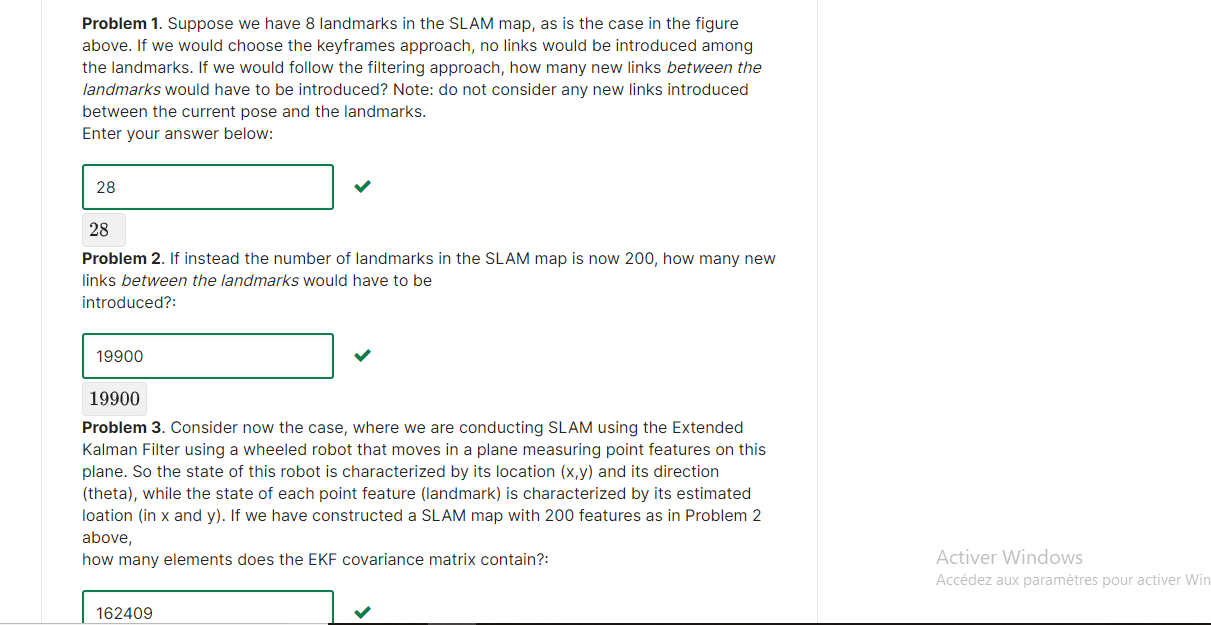 Problem 1. Suppose we have 8 landmarks in the SLAM map, as is the case in the figure
above. If we would choose the keyframes approach, no links would be introduced among
the landmarks. If we would follow the filtering approach, how many new links between the
landmarks would have to be introduced? Note: do not consider any new links introduced
between the current pose and the landmarks.
Enter your answer below:
28
28
Problem 2. If instead the number of landmarks in the SLAM map is now 200, how many new
links between the landmarks would have to be
introduced?:
19900
19900
Problem 3. Consider now the case, where we are conducting SLAM using the Extended
Kalman Filter using a wheeled robot that moves in a plane measuring point features on this
plane. So the state of this robot is characterized by its location (x,y) and its direction
(theta), while the state of each point feature (landmark) is characterized by its estimated
loation (in x and y). If we have constructed a SLAM map with 200 features as in Problem 2
above,
how many elements does the EKF covariance matrix contain?:
162409
Activer Windows
Accédez aux paramètres pour activer Win